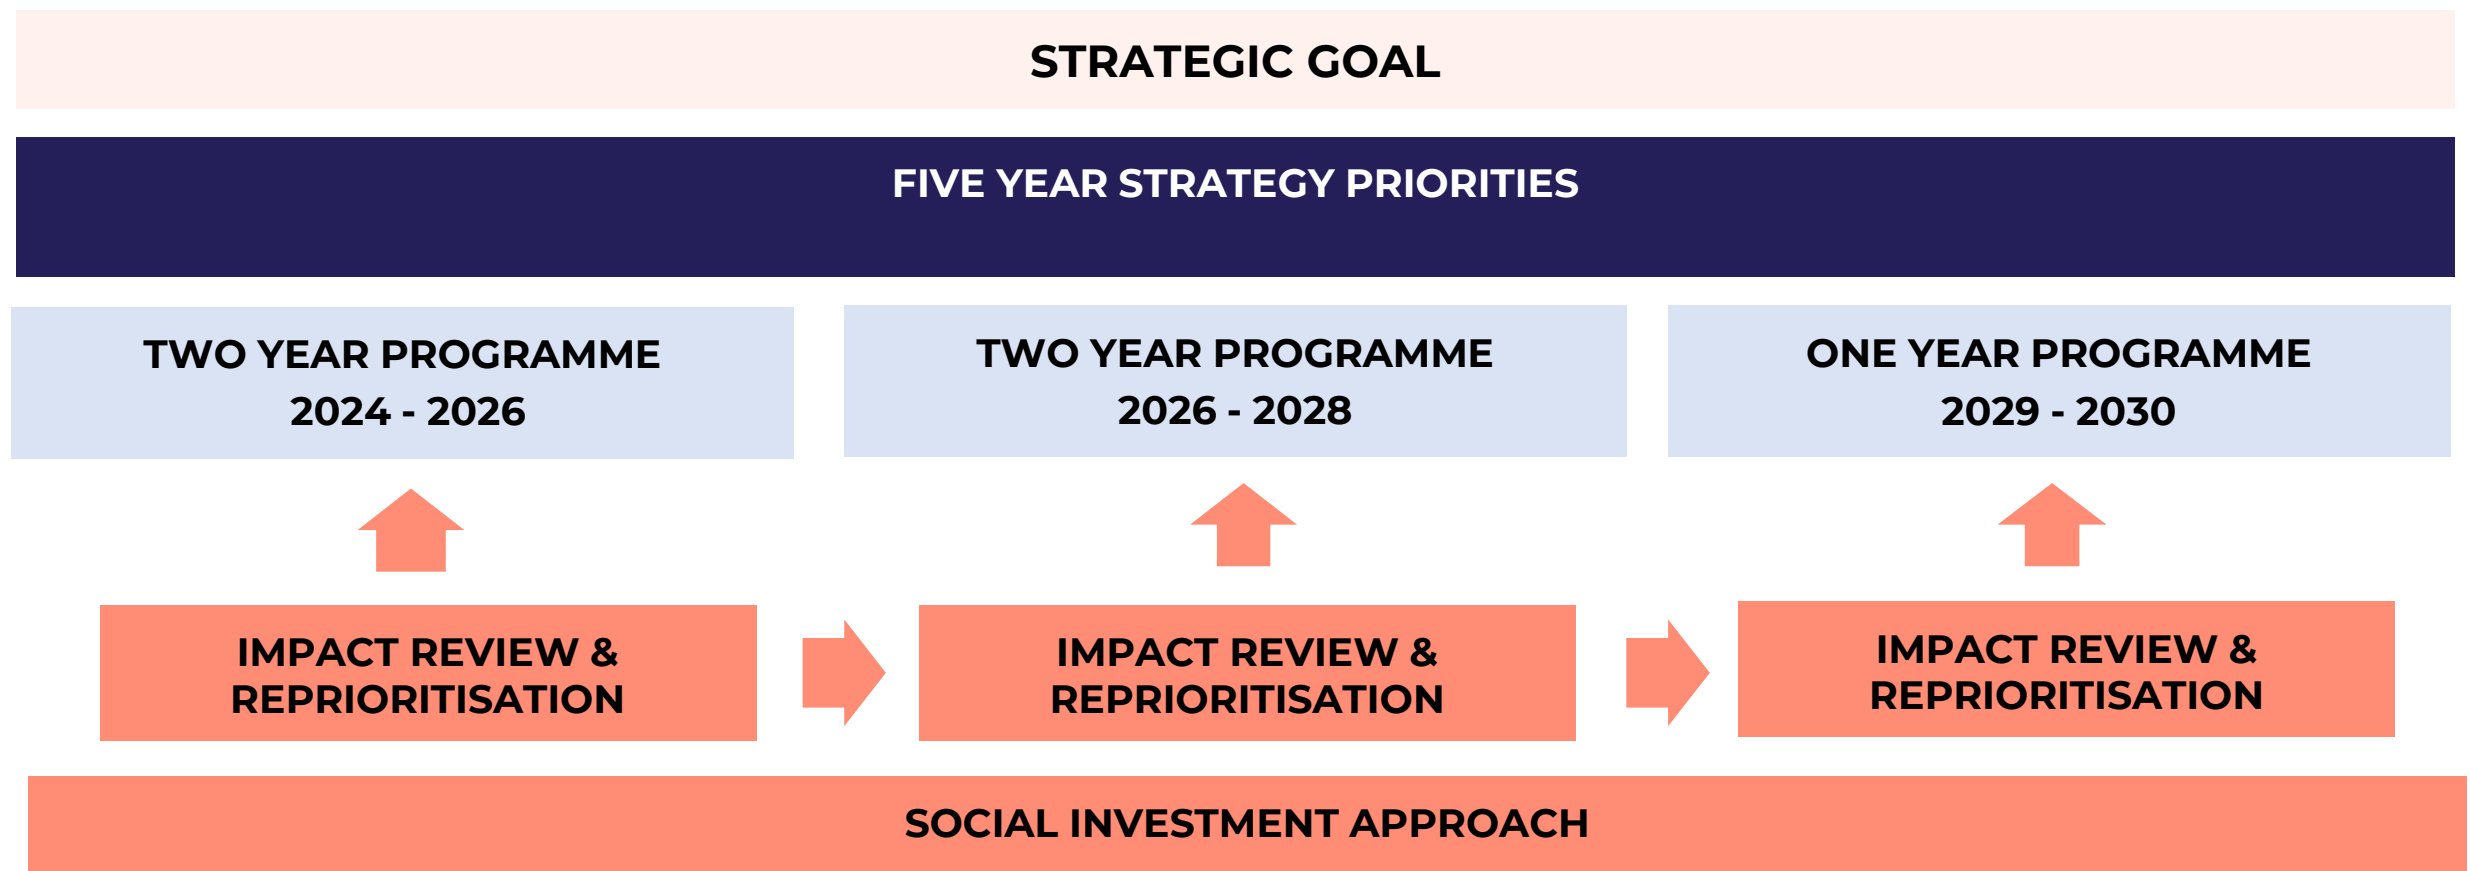 STRATEGIC GOAL
FIVE YEAR STRATEGY PRIORITIES
TWO YEAR PROGRAMME
2024 - 2026
TWO YEAR PROGRAMME
2026 - 2028
ONE YEAR PROGRAMME
2029 - 2030
IMPACT REVIEW &
REPRIORITISATION
IMPACT REVIEW &
REPRIORITISATION
IMPACT REVIEW &
REPRIORITISATION
SOCIAL INVESTMENT APPROACH